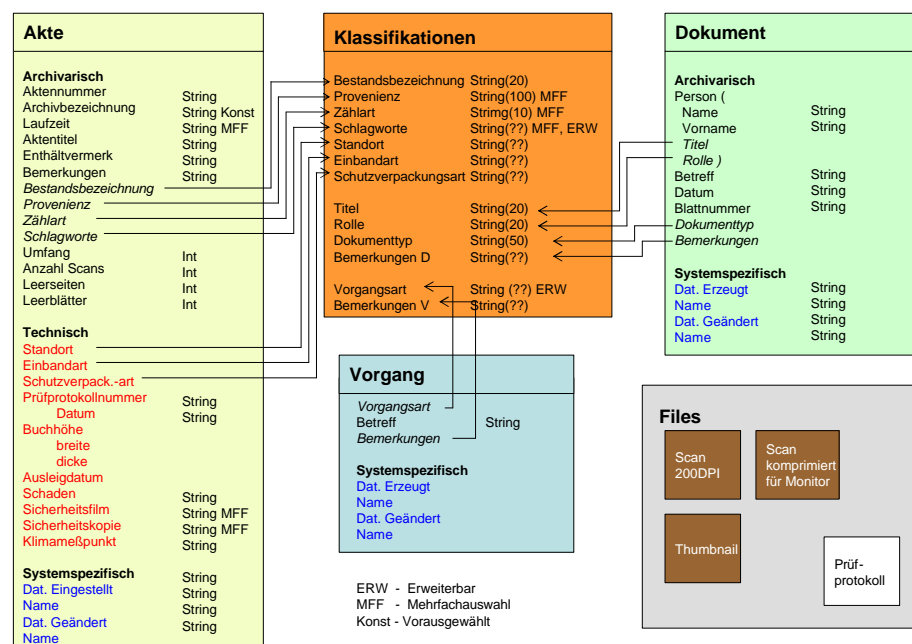 Akte
Archivarisch
Aktennummer String
Archivbezeichnung String Konst
Laufzeit String MFF
Aktentitel String
Enthältvermerk String
Bemerkungen String
Bestandsbezeichnung
Provenienz
Zählart
Schlagworte
Umfang Int
Anzahl Scans Int
Leerseiten Int
Leerblätter Int
Technisch
Standort
Einbandart
Schutzverpack.-art
Prüfprotokollnummer String
Datum String
Buchhöhe
breite
dicke
Ausleigdatum
Schaden String
Sicherheitsfilm String MFF
Sicherheitskopie String MFF
Klimameßpunkt String
Systemspezifisch String
Dat. Eingestellt String
Name String
Dat. Geändert String
Name
Klassifikationen
Bestandsbezeichnung String(20)
Provenienz String(100) MFF
Zählart Strimg(10) MFF
Schlagworte String(??) MFF, ERW
Standort String(??)
Einbandart String(??)
Schutzverpackungsart String(??)
Titel String(20)
Rolle String(20)
Dokumenttyp String(50)
Bemerkungen D String(??)
Vorgangsart String (??) ERW
Bemerkungen V String(??)
Vorgang
Vorgangsart
Betreff String
Bemerkungen
Systemspezifisch
Dat. Erzeugt
Name
Dat. Geändert
Name
ERW - Erweiterbar
MFF - Mehrfachauswahl
Konst - Vorausgewählt
Dokument
Archivarisch
Person (
Name String
Vorname String
Titel
Rolle )
Betreff String
Datum String
Blattnummer String
Dokumenttyp
Bemerkungen
Systemspezifisch
Dat. Erzeugt String
Name String
Dat. Geändert String
Name String
Files
Scan
200DPI
Scan
komprimiert
für Monitor
Thumbnail
Prüf-
protokoll